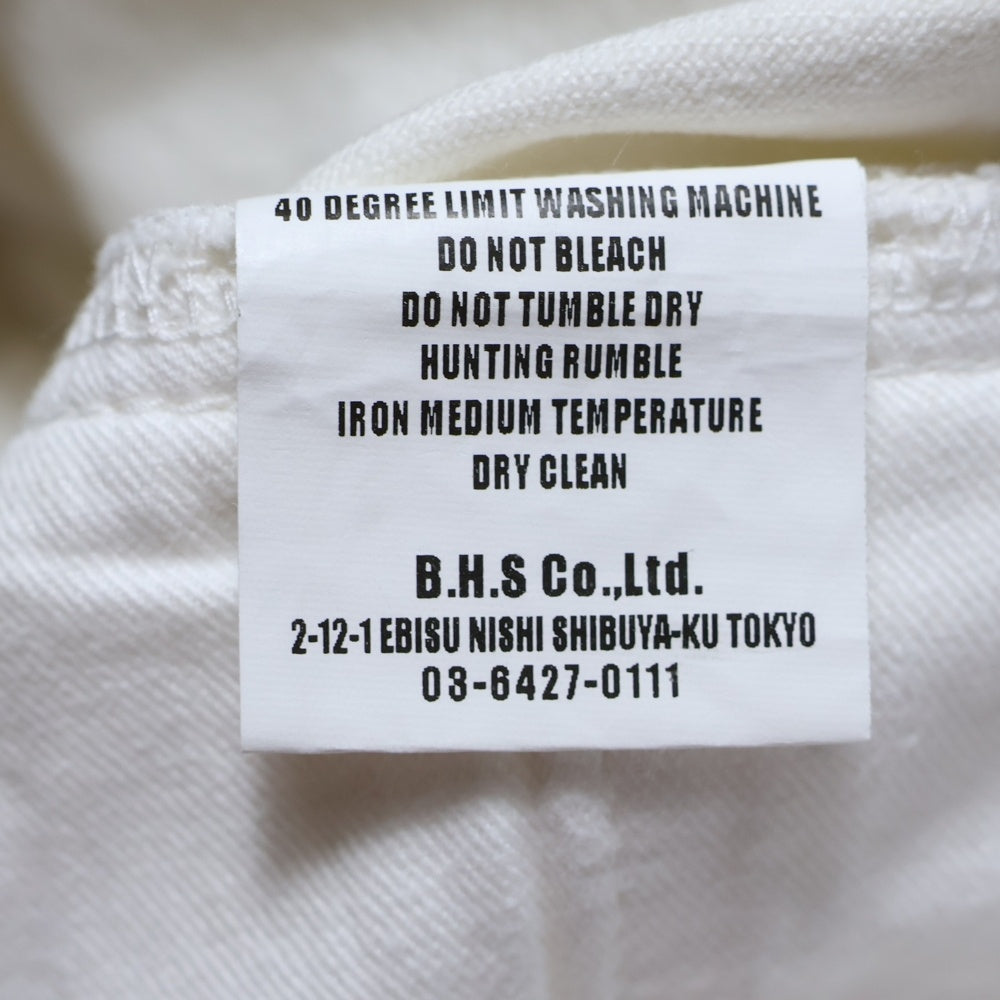 40 DEGREE LIMIT WASHING MACHINE
DO NOT BLEACH
DO NOT TUMBLE DRY
HUNTING RUMBLE
IRON MEDIUM TEMPERATURE
DRY CLEAN
B.H.S Co.,Ltd.
2-12-1 EBISU NISHI SHIBUYA-KU TOKYO
03-6427-0111